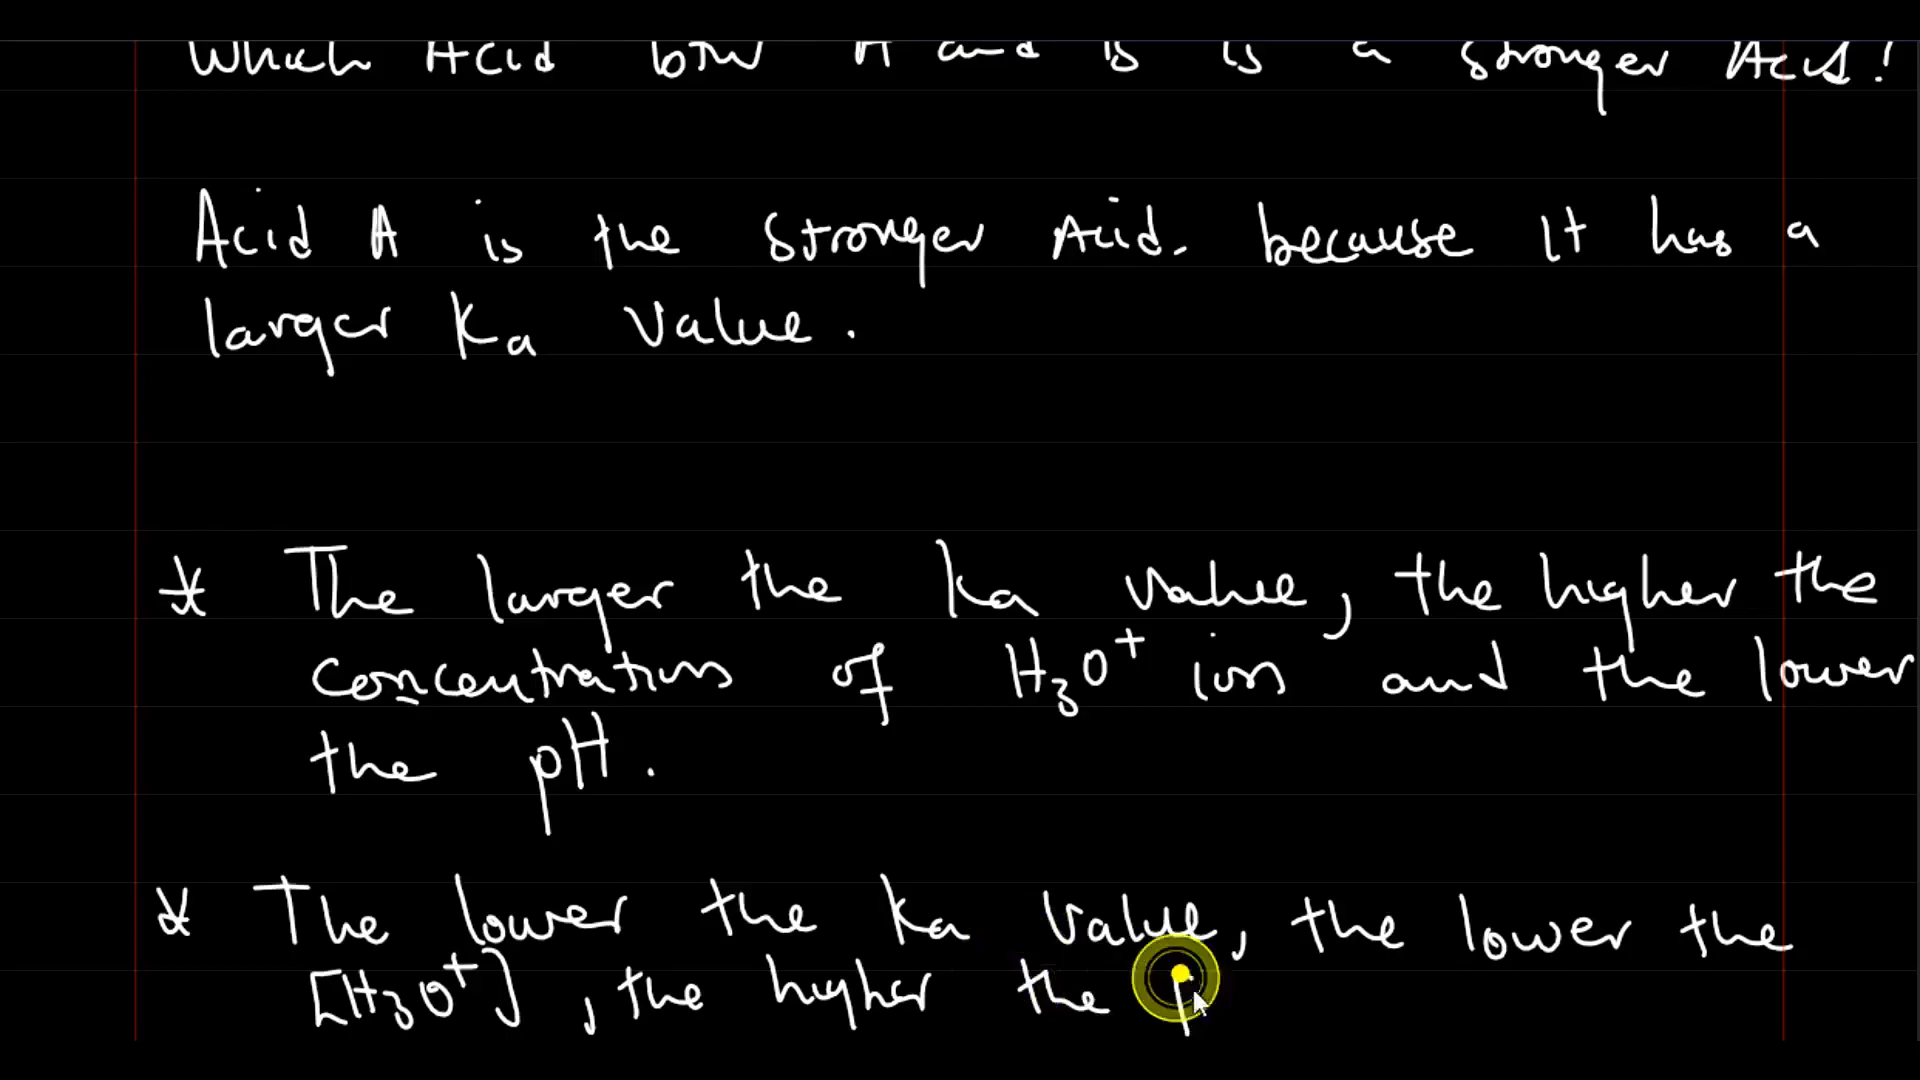 Which Acid btw A and B is a stronger Acid?
Acid A is the stronger Acid. because It has a
larger Ka Value.
* The larger the ka value, the higher the
concentrations of H₃O⁺ ion and the lower
the pH.
* The lower the ka value, the lower the
[H₃O⁺], the higher the p